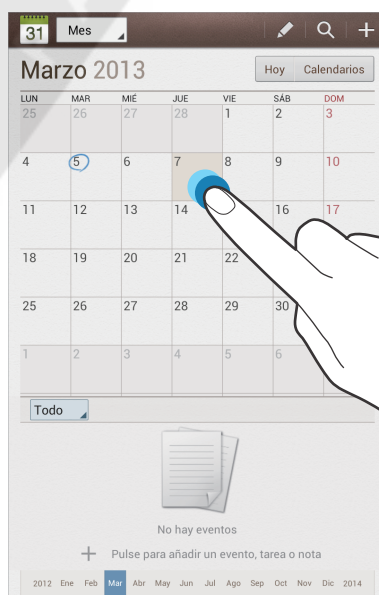 31 Mes
Marzo 2013 Hoy Calendarios
LUN MAR MIÉ JUE VIE SÁB DOM
25 26 27 28 1 2 3
4 5 6 7 8 9 10
11 12 13 14 16 17
18 19 20 21 22
25 26 27 28 29 30
1 2 3 4 5 6
Todo
No hay eventos
Pulse para añadir un evento, tarea o nota
2012 Ene Feb Mar Abr May Jun Jul Ago Sep Oct Nov Dic 2014